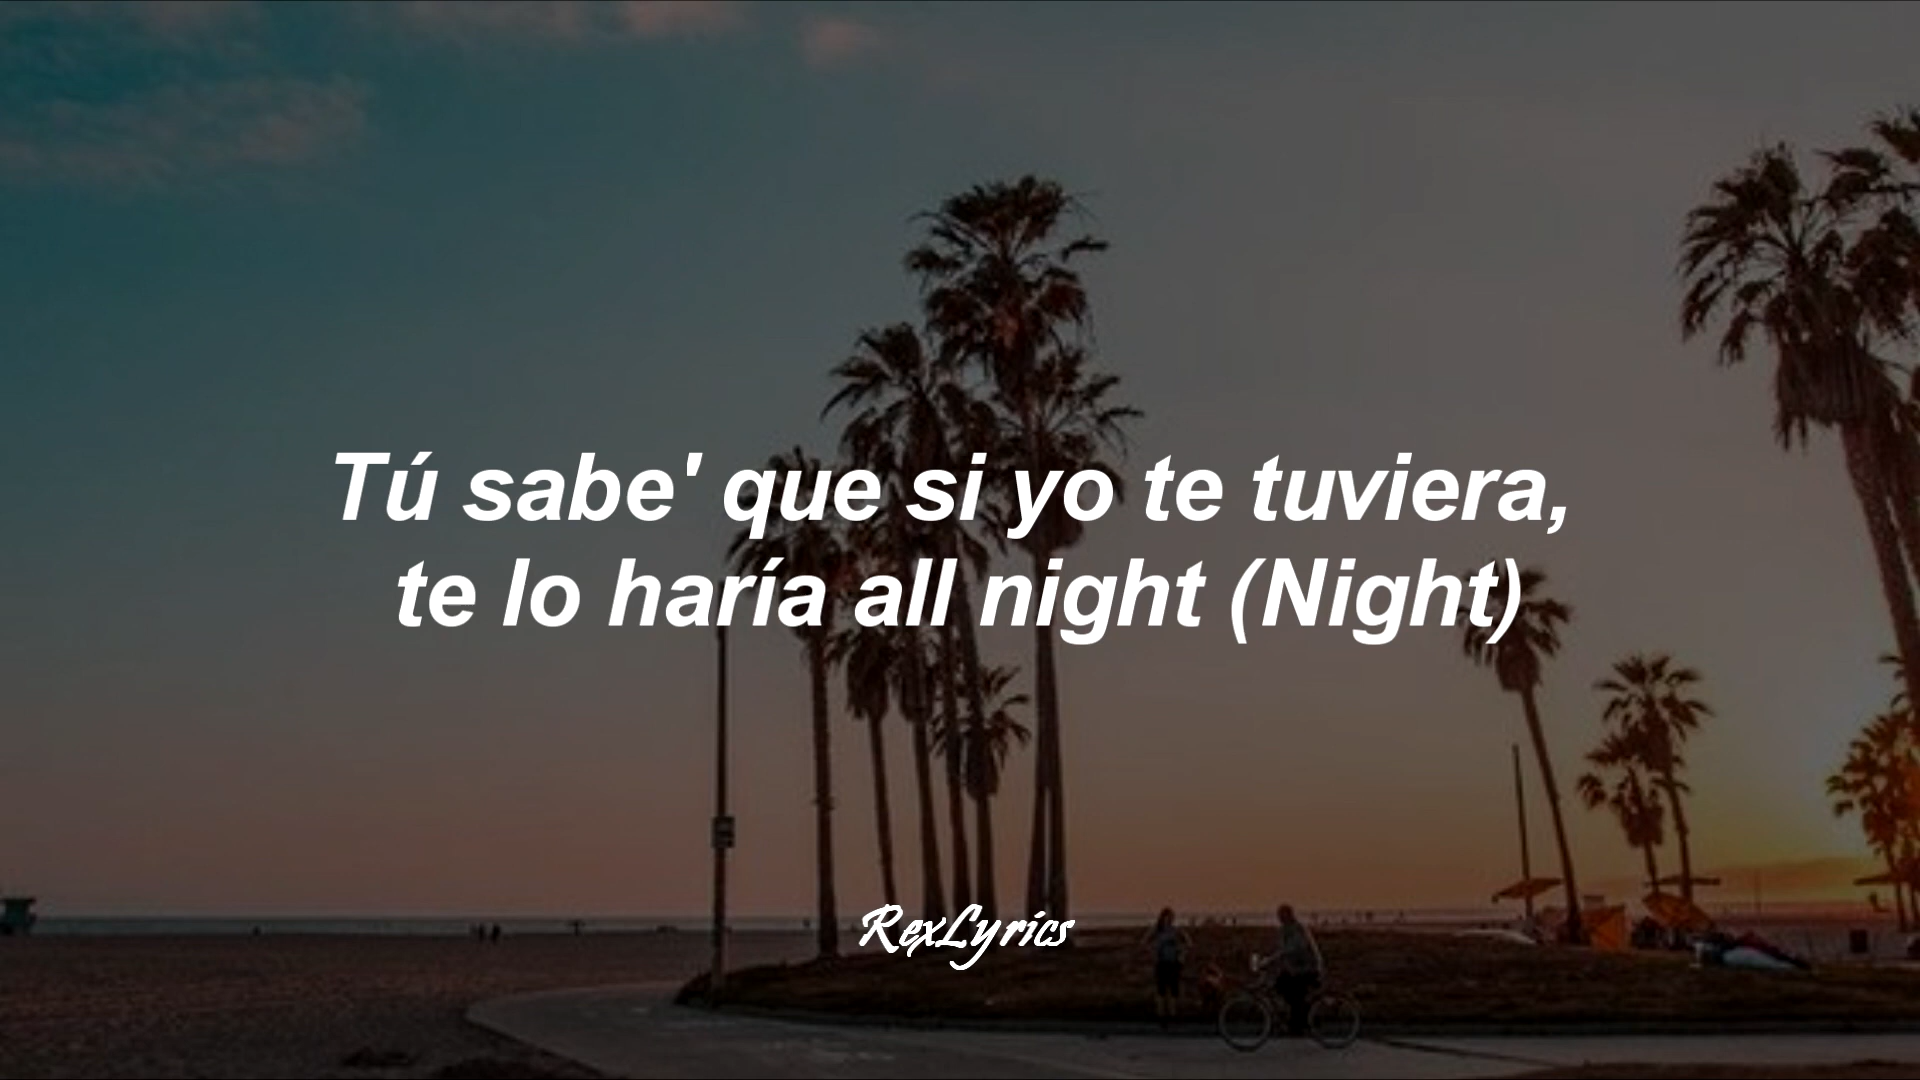 Tú sabe' que si yo te tuviera,
te lo haría all night (Night)
RexLyrics